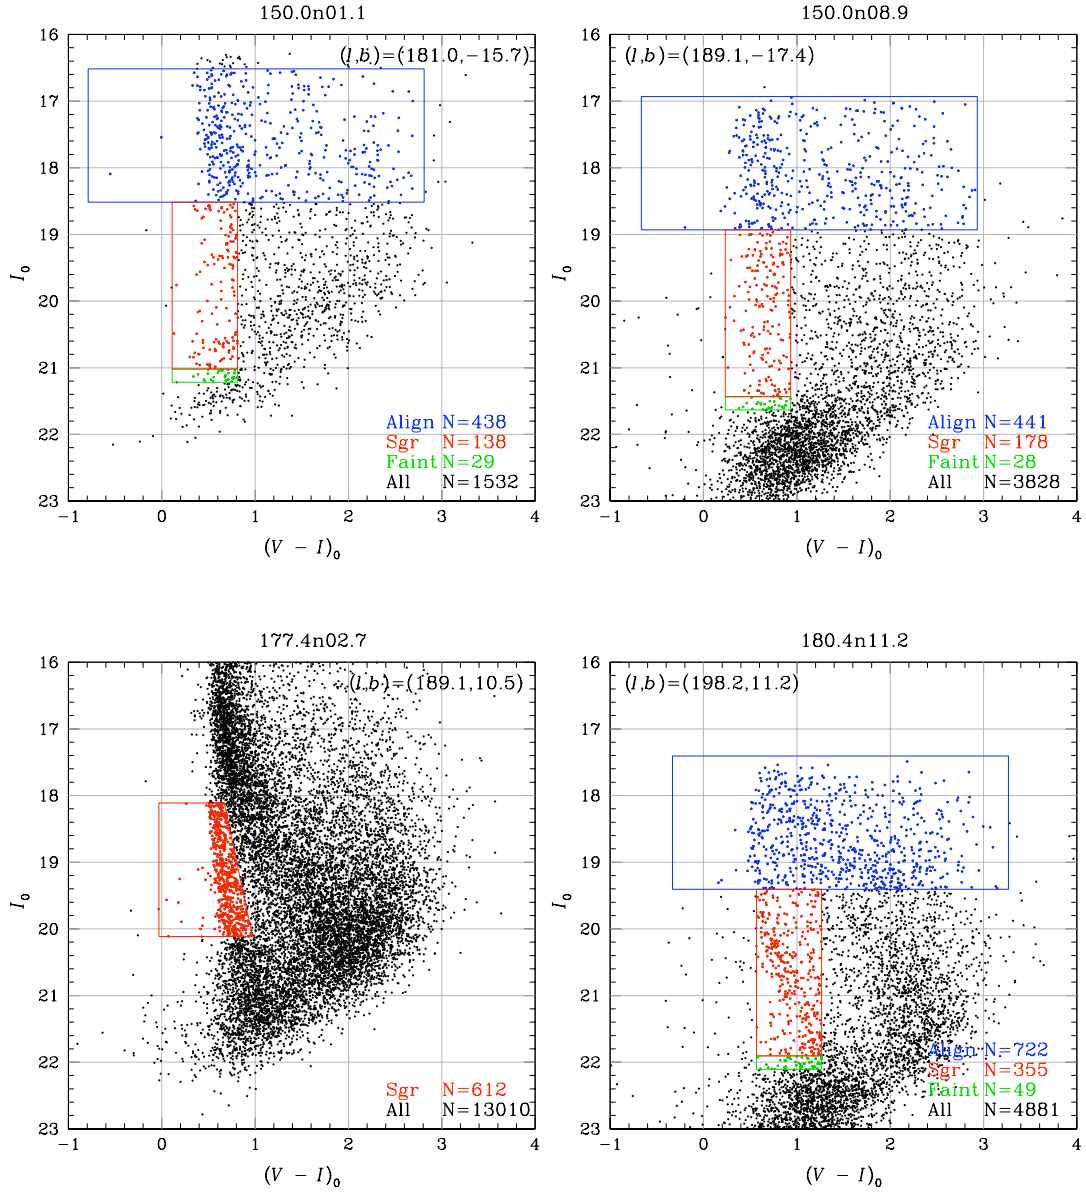 150.0n01.1
(l,b)=(181.0,−15.7)
16
17
18
19
20
21
22
23
I0
Align N=438
Sgr N=138
Faint N=29
All N=1532
−1 0 1 2 3 4
(V − I)0
150.0n08.9
(l,b)=(189.1,−17.4)
16
17
18
19
20
21
22
23
I0
Align N=441
Sgr N=178
Faint N=28
All N=3828
−1 0 1 2 3 4
(V − I)0
177.4n02.7
(l,b)=(189.1,10.5)
16
17
18
19
20
21
22
23
I0
Sgr N=612
All N=13010
−1 0 1 2 3 4
(V − I)0
180.4n11.2
(l,b)=(198.2,11.2)
16
17
18
19
20
21
22
23
I0
Align N=722
Sgr N=355
Faint N=49
All N=4881
−1 0 1 2 3 4
(V − I)0